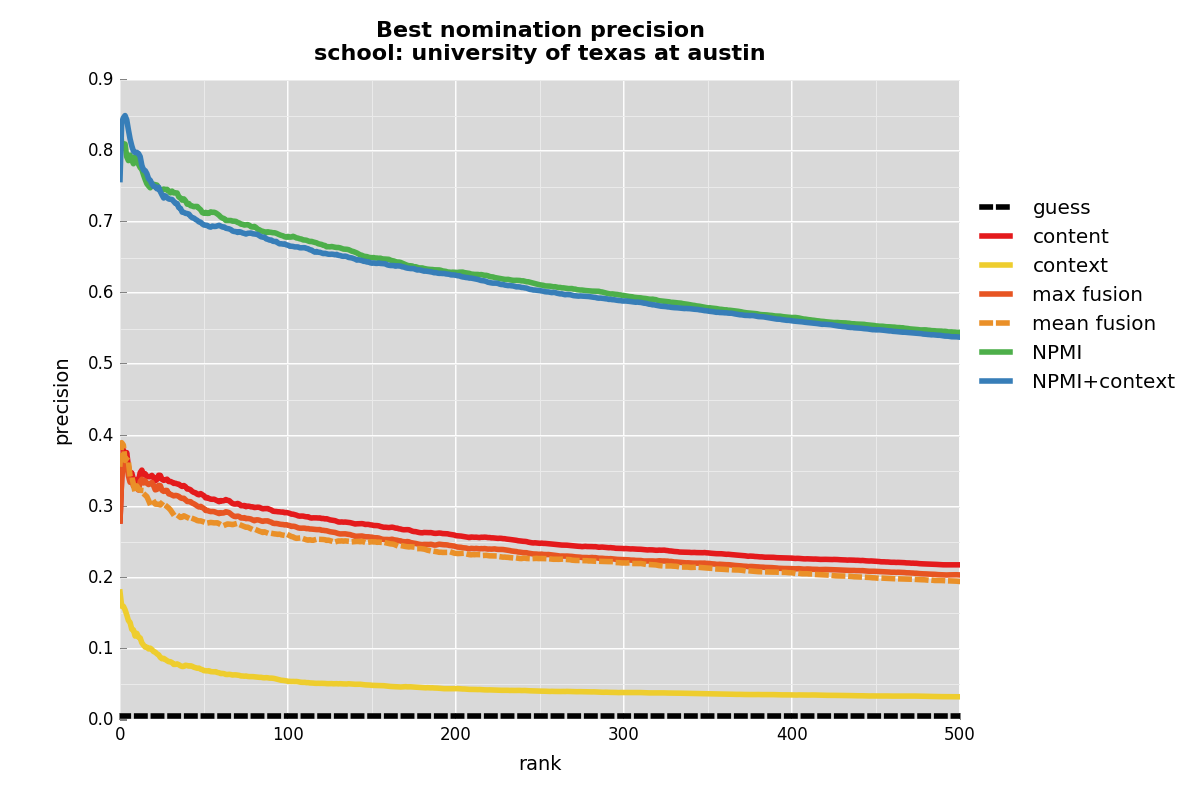 Best nomination precision
school: university of texas at austin
precision
0.9
0.8
0.7
0.6
0.5
0.4
0.3
0.2
0.1
0.0
0 100 200 300 400 500
rank
guess
content
context
max fusion
mean fusion
NPMI
NPMI+context